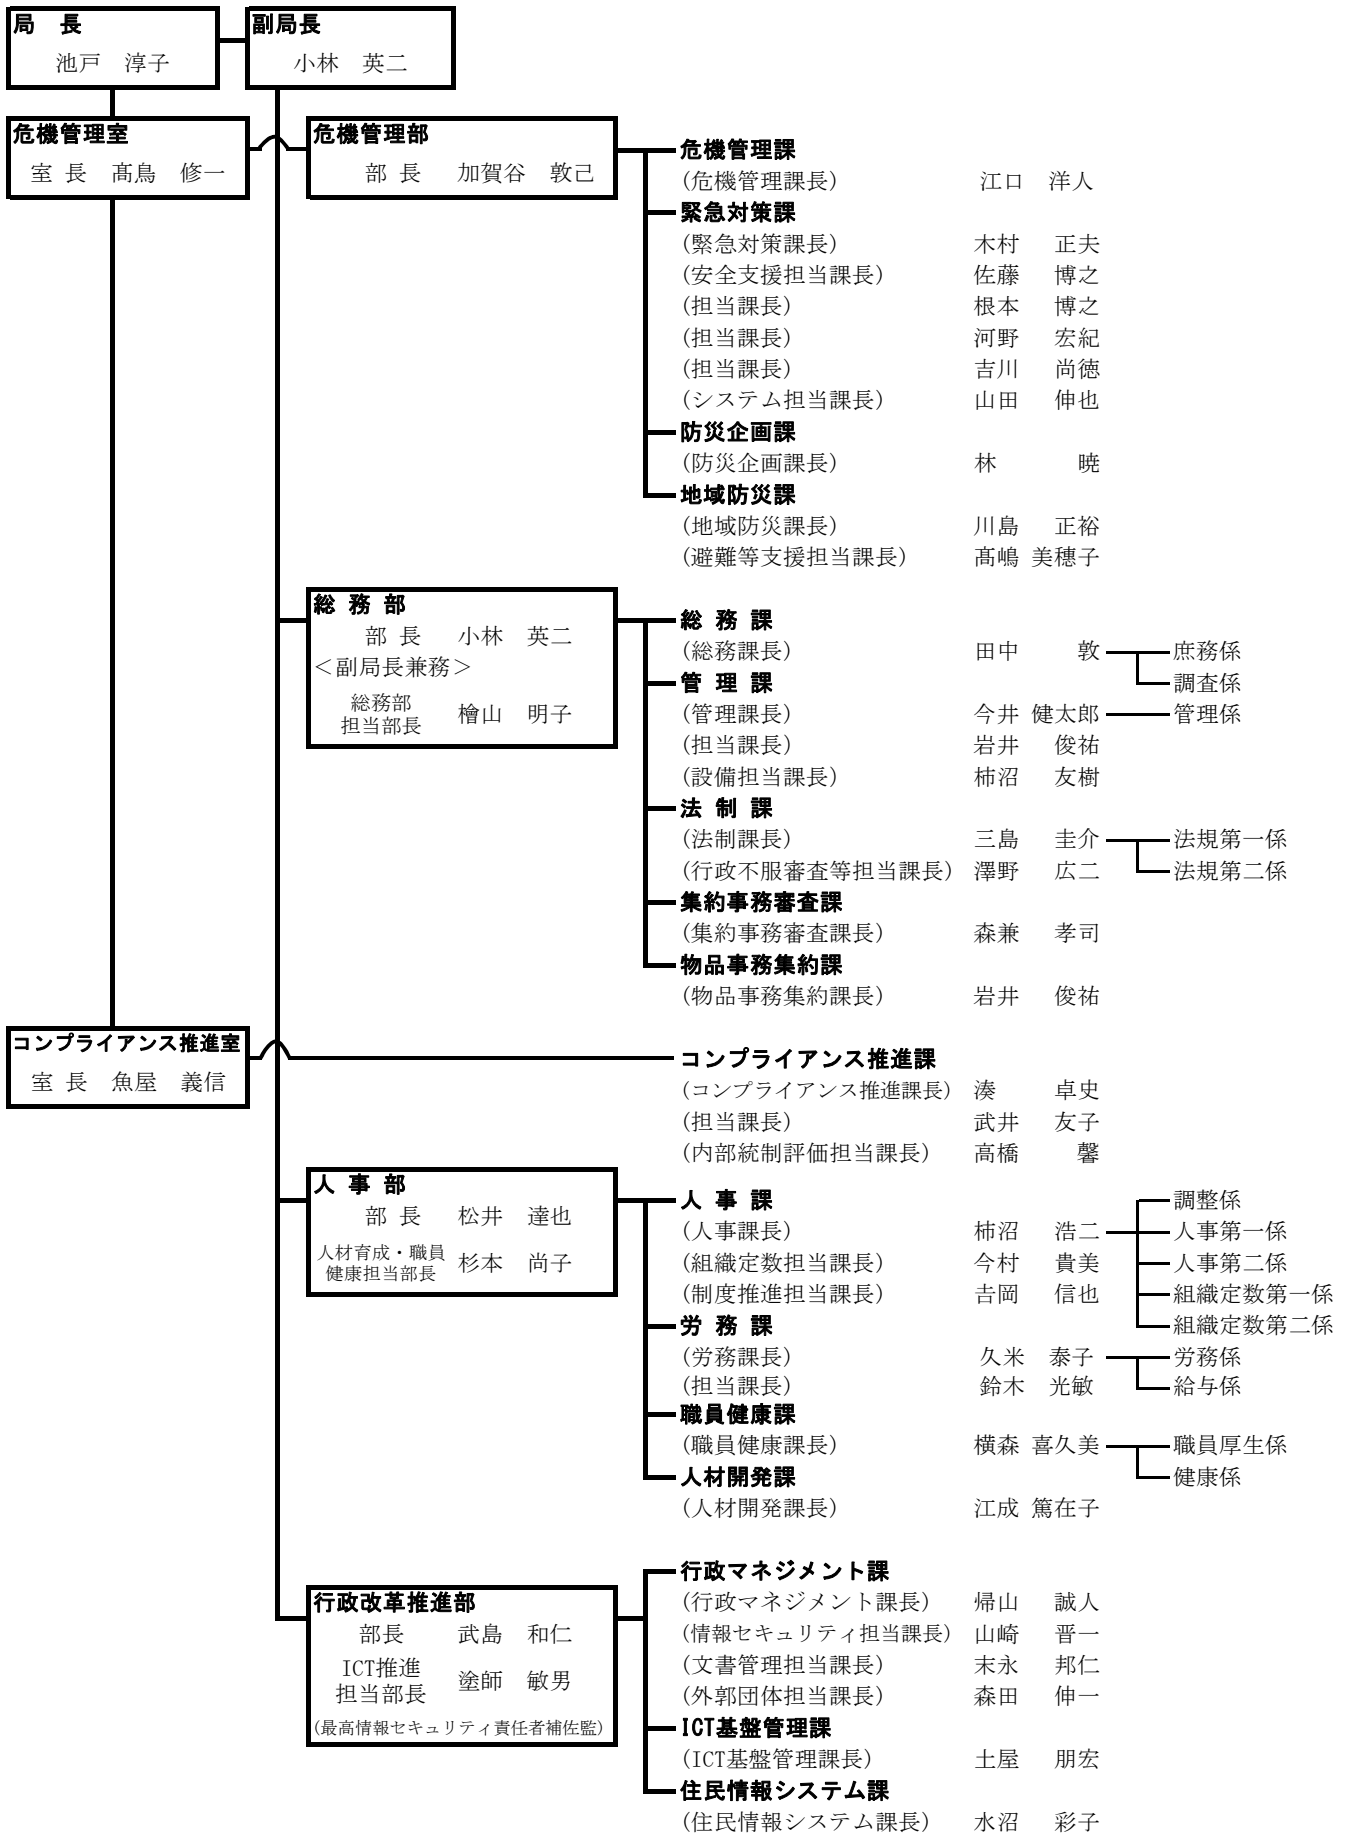 局　長
池戸　淳子
副局長
小林　英二
危機管理室
室 長　髙鳥　修一
危機管理部
部 長　加賀谷　敦己
危機管理課
(危機管理課長)　江口　洋人
緊急対策課
(緊急対策課長)　木村　正夫
(安全支援担当課長)　佐藤　博之
(担当課長)　根本　博之
(担当課長)　河野　宏紀
(担当課長)　吉川　尚徳
(システム担当課長)　山田　伸也
防災企画課
(防災企画課長)　林　暁
地域防災課
(地域防災課長)　川島　正裕
(避難等支援担当課長)　髙嶋 美穂子
総 務 部
部 長　小林　英二
＜副局長兼務＞
総務部
担当部長　檜山　明子
総 務 課
(総務課長)　田中　敦　庶務係
調査係
管 理 課
(管理課長)　今井 健太郎　管理係
(担当課長)　岩井　俊祐
(設備担当課長)　柿沼　友樹
法 制 課
(法制課長)　三島　圭介　法規第一係
(行政不服審査等担当課長)　澤野　広二　法規第二係
集約事務審査課
(集約事務審査課長)　森兼　孝司
物品事務集約課
(物品事務集約課長)　岩井　俊祐
コンプライアンス推進室
室 長　魚屋　義信
コンプライアンス推進課
(コンプライアンス推進課長)　湊　卓史
(担当課長)　武井　友子
(内部統制評価担当課長)　高橋　馨
人 事 部
部 長　松井　達也
人材育成・職員
健康担当部長　杉本　尚子
人 事 課　調整係
(人事課長)　柿沼　浩二　人事第一係
(組織定数担当課長)　今村　貴美　人事第二係
(制度推進担当課長)　𠮷岡　信也　組織定数第一係
労 務 課　組織定数第二係
(労務課長)　久米　泰子　労務係
(担当課長)　鈴木　光敏　給与係
職員健康課
(職員健康課長)　横森 喜久美　職員厚生係
人材開発課　健康係
(人材開発課長)　江成 篤在子
行政改革推進部
部長　武島　和仁
ICT推進
担当部長　塗師　敏男
(最高情報セキュリティ責任者補佐監)
行政マネジメント課
(行政マネジメント課長)　帰山　誠人
(情報セキュリティ担当課長)　山崎　晋一
(文書管理担当課長)　末永　邦仁
(外郭団体担当課長)　森田　伸一
ICT基盤管理課
(ICT基盤管理課長)　土屋　朋宏
住民情報システム課
(住民情報システム課長)　水沼　彩子